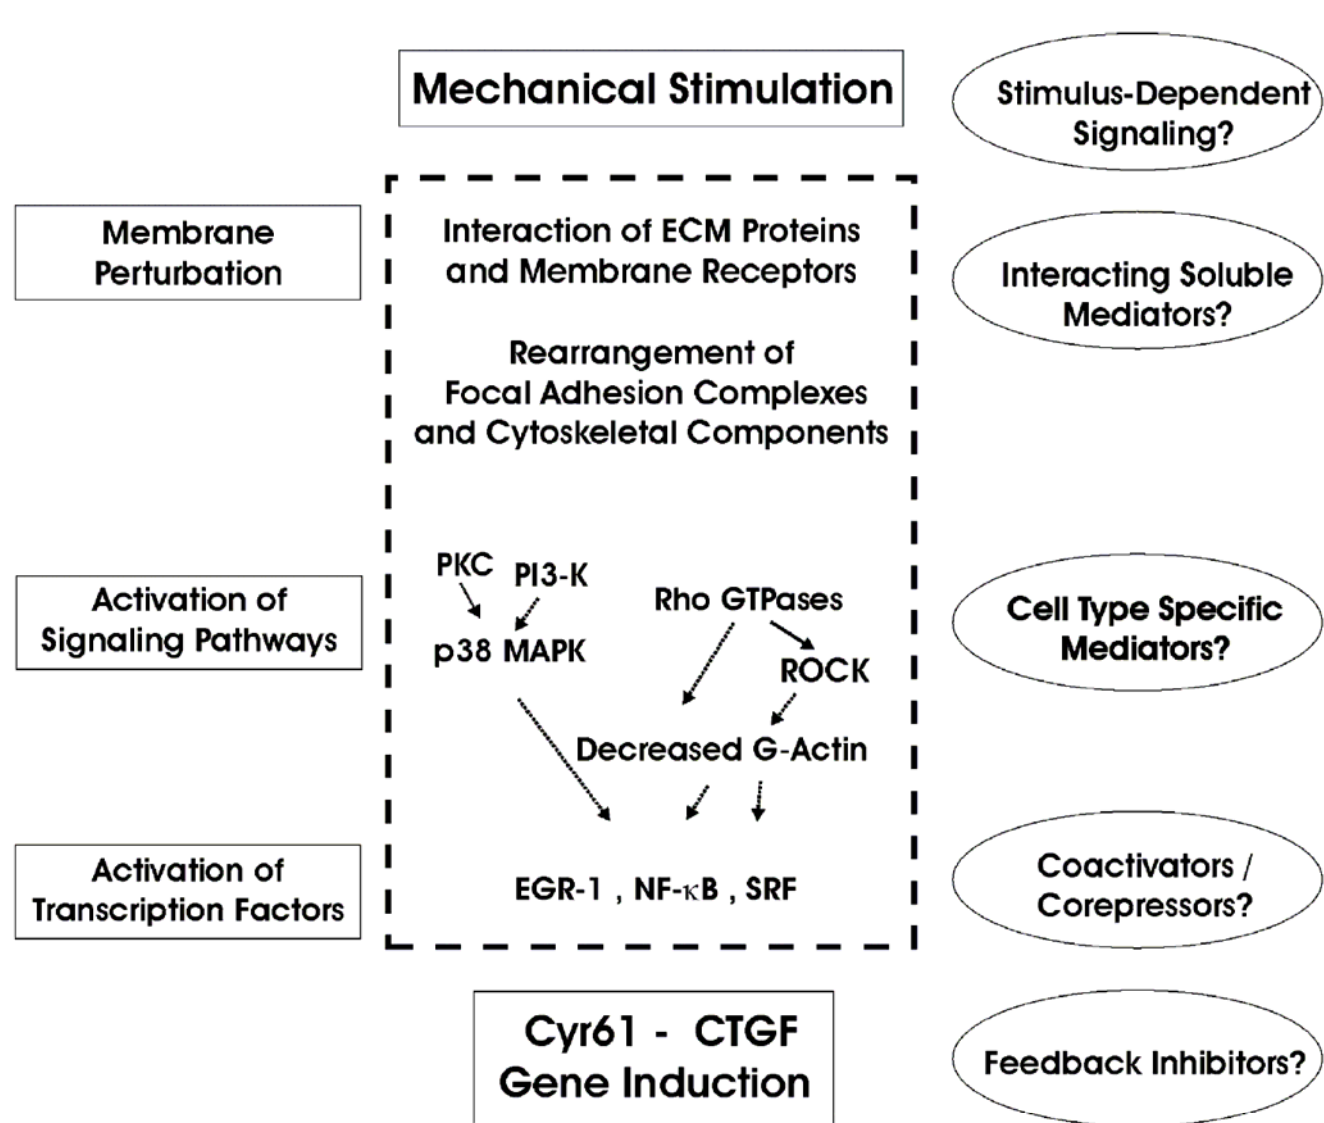 Mechanical Stimulation
Stimulus-Dependent
Signaling?
Membrane
Perturbation
Interaction of ECM Proteins
and Membrane Receptors
Interacting Soluble
Mediators?
Rearrangement of
Focal Adhesion Complexes
and Cytoskeletal Components
Activation of
Signaling Pathways
PKC PI3-K
p38 MAPK
Rho GTPases
ROCK
Decreased G-Actin
Cell Type Specific
Mediators?
Activation of
Transcription Factors
EGR-1 , NF-κB , SRF
Coactivators /
Corepressors?
Cyr61 - CTGF
Gene Induction
Feedback Inhibitors?